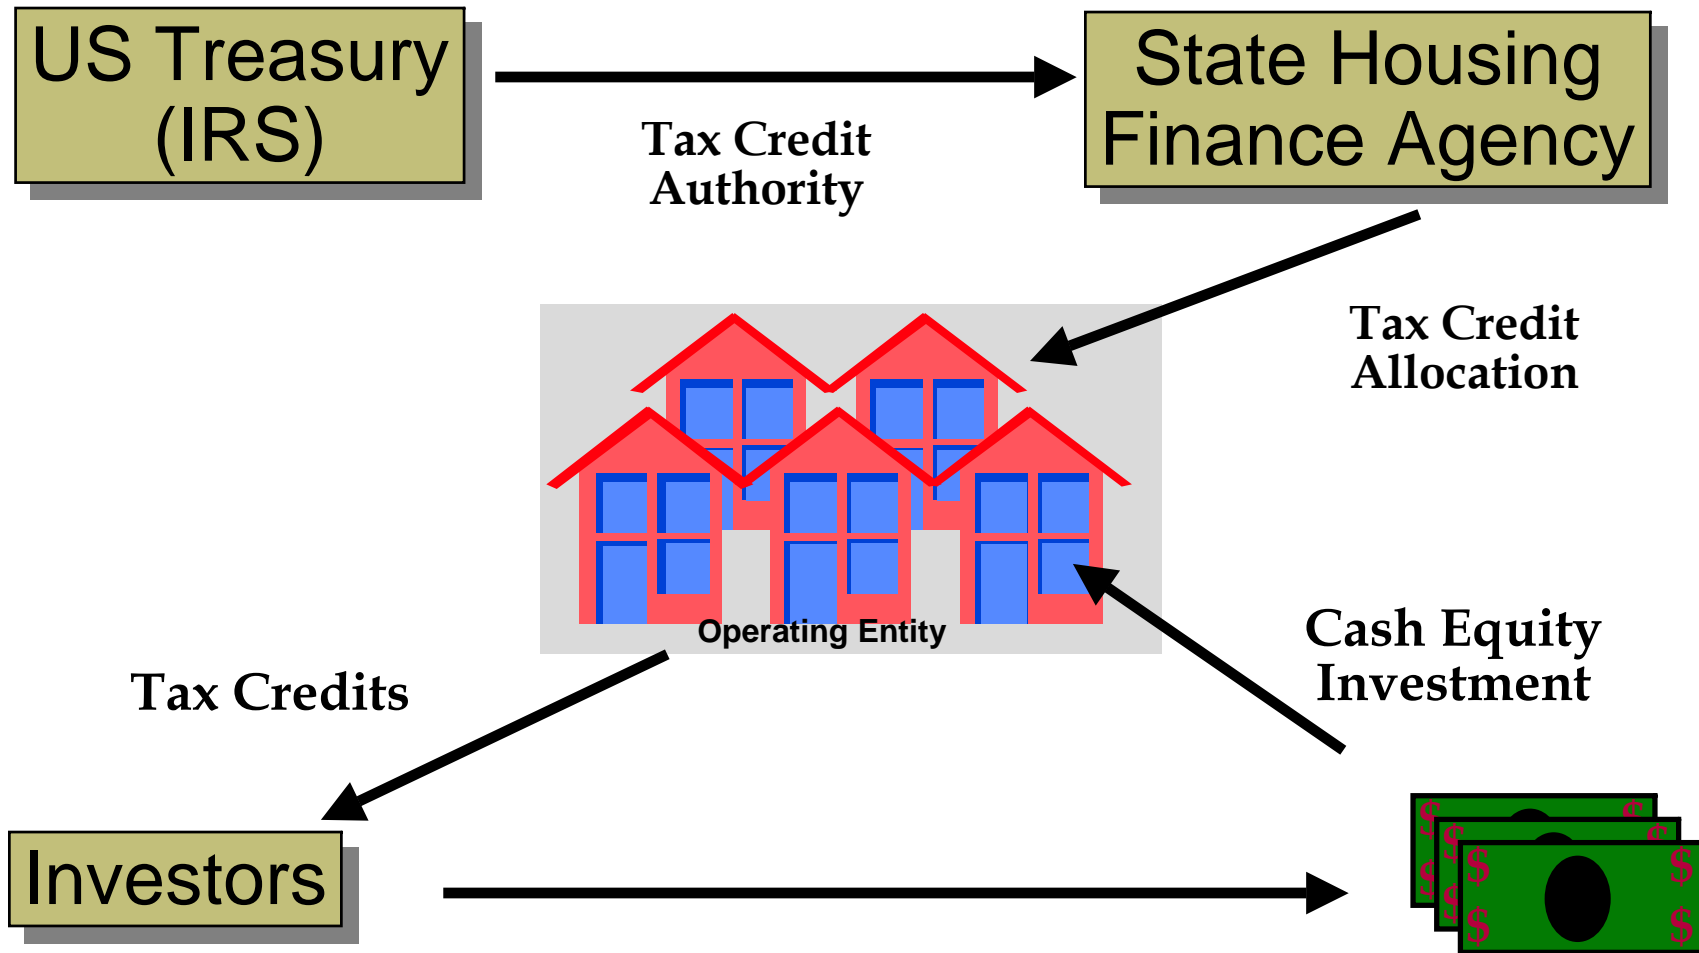 US Treasury
(IRS)
State Housing
Finance Agency
Tax Credit
Authority
Tax Credit
Allocation
Operating Entity
Cash Equity
Investment
Tax Credits
Investors
$ $
$ $
$
$ $
$ $
$ $